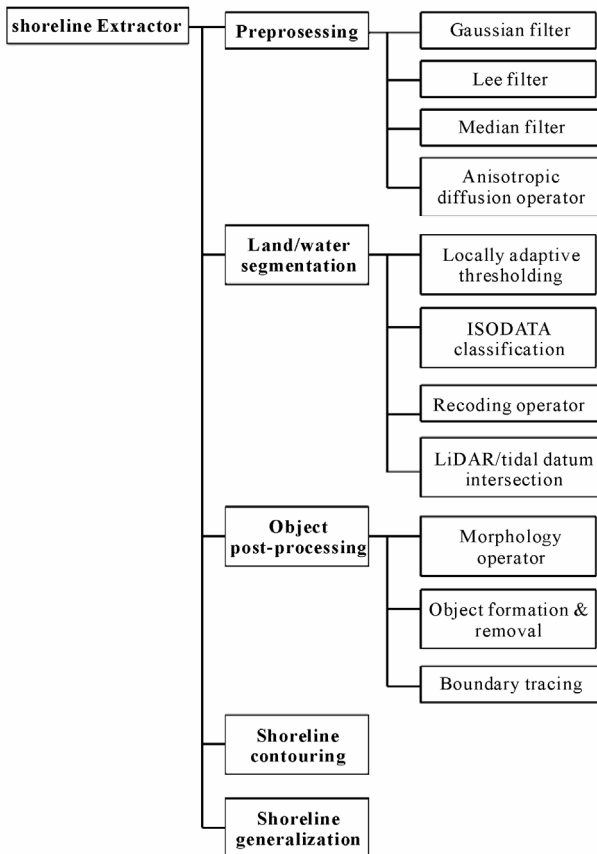 shoreline Extractor
Preprosessing
Gaussian filter
Lee filter
Median filter
Anisotropic
diffusion operator
Land/water
segmentation
Locally adaptive
thresholding
ISODATA
classification
Recoding operator
LiDAR/tidal datum
intersection
Object
post-processing
Morphology
operator
Object formation &
removal
Boundary tracing
Shoreline
contouring
Shoreline
generalization